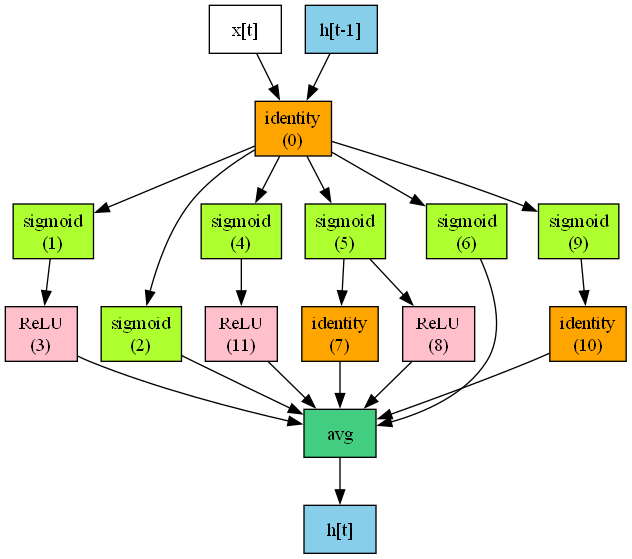 x[t]
h[t-1]
identity
(0)
sigmoid
(1)
sigmoid
(4)
sigmoid
(5)
sigmoid
(6)
sigmoid
(9)
ReLU
(3)
sigmoid
(2)
ReLU
(11)
identity
(7)
ReLU
(8)
identity
(10)
avg
h[t]